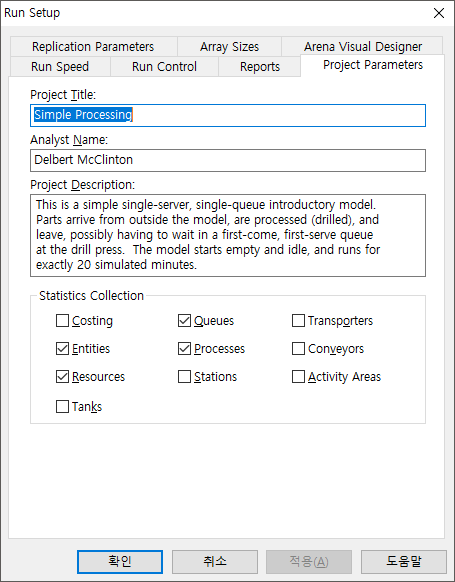 Run Setup
Replication Parameters Array Sizes Arena Visual Designer
Run Speed Run Control Reports Project Parameters
Project Title:
Simple Processing
Analyst Name:
Delbert McClinton
Project Description:
This is a simple single-server, single-queue introductory model.
Parts arrive from outside the model, are processed (drilled), and
leave, possibly having to wait in a first-come, first-serve queue
at the drill press.  The model starts empty and idle, and runs for
exactly 20 simulated minutes.
Statistics Collection
Costing Queues Transporters
Entities Processes Conveyors
Resources Stations Activity Areas
Tanks
확인 취소 적용(A) 도움말